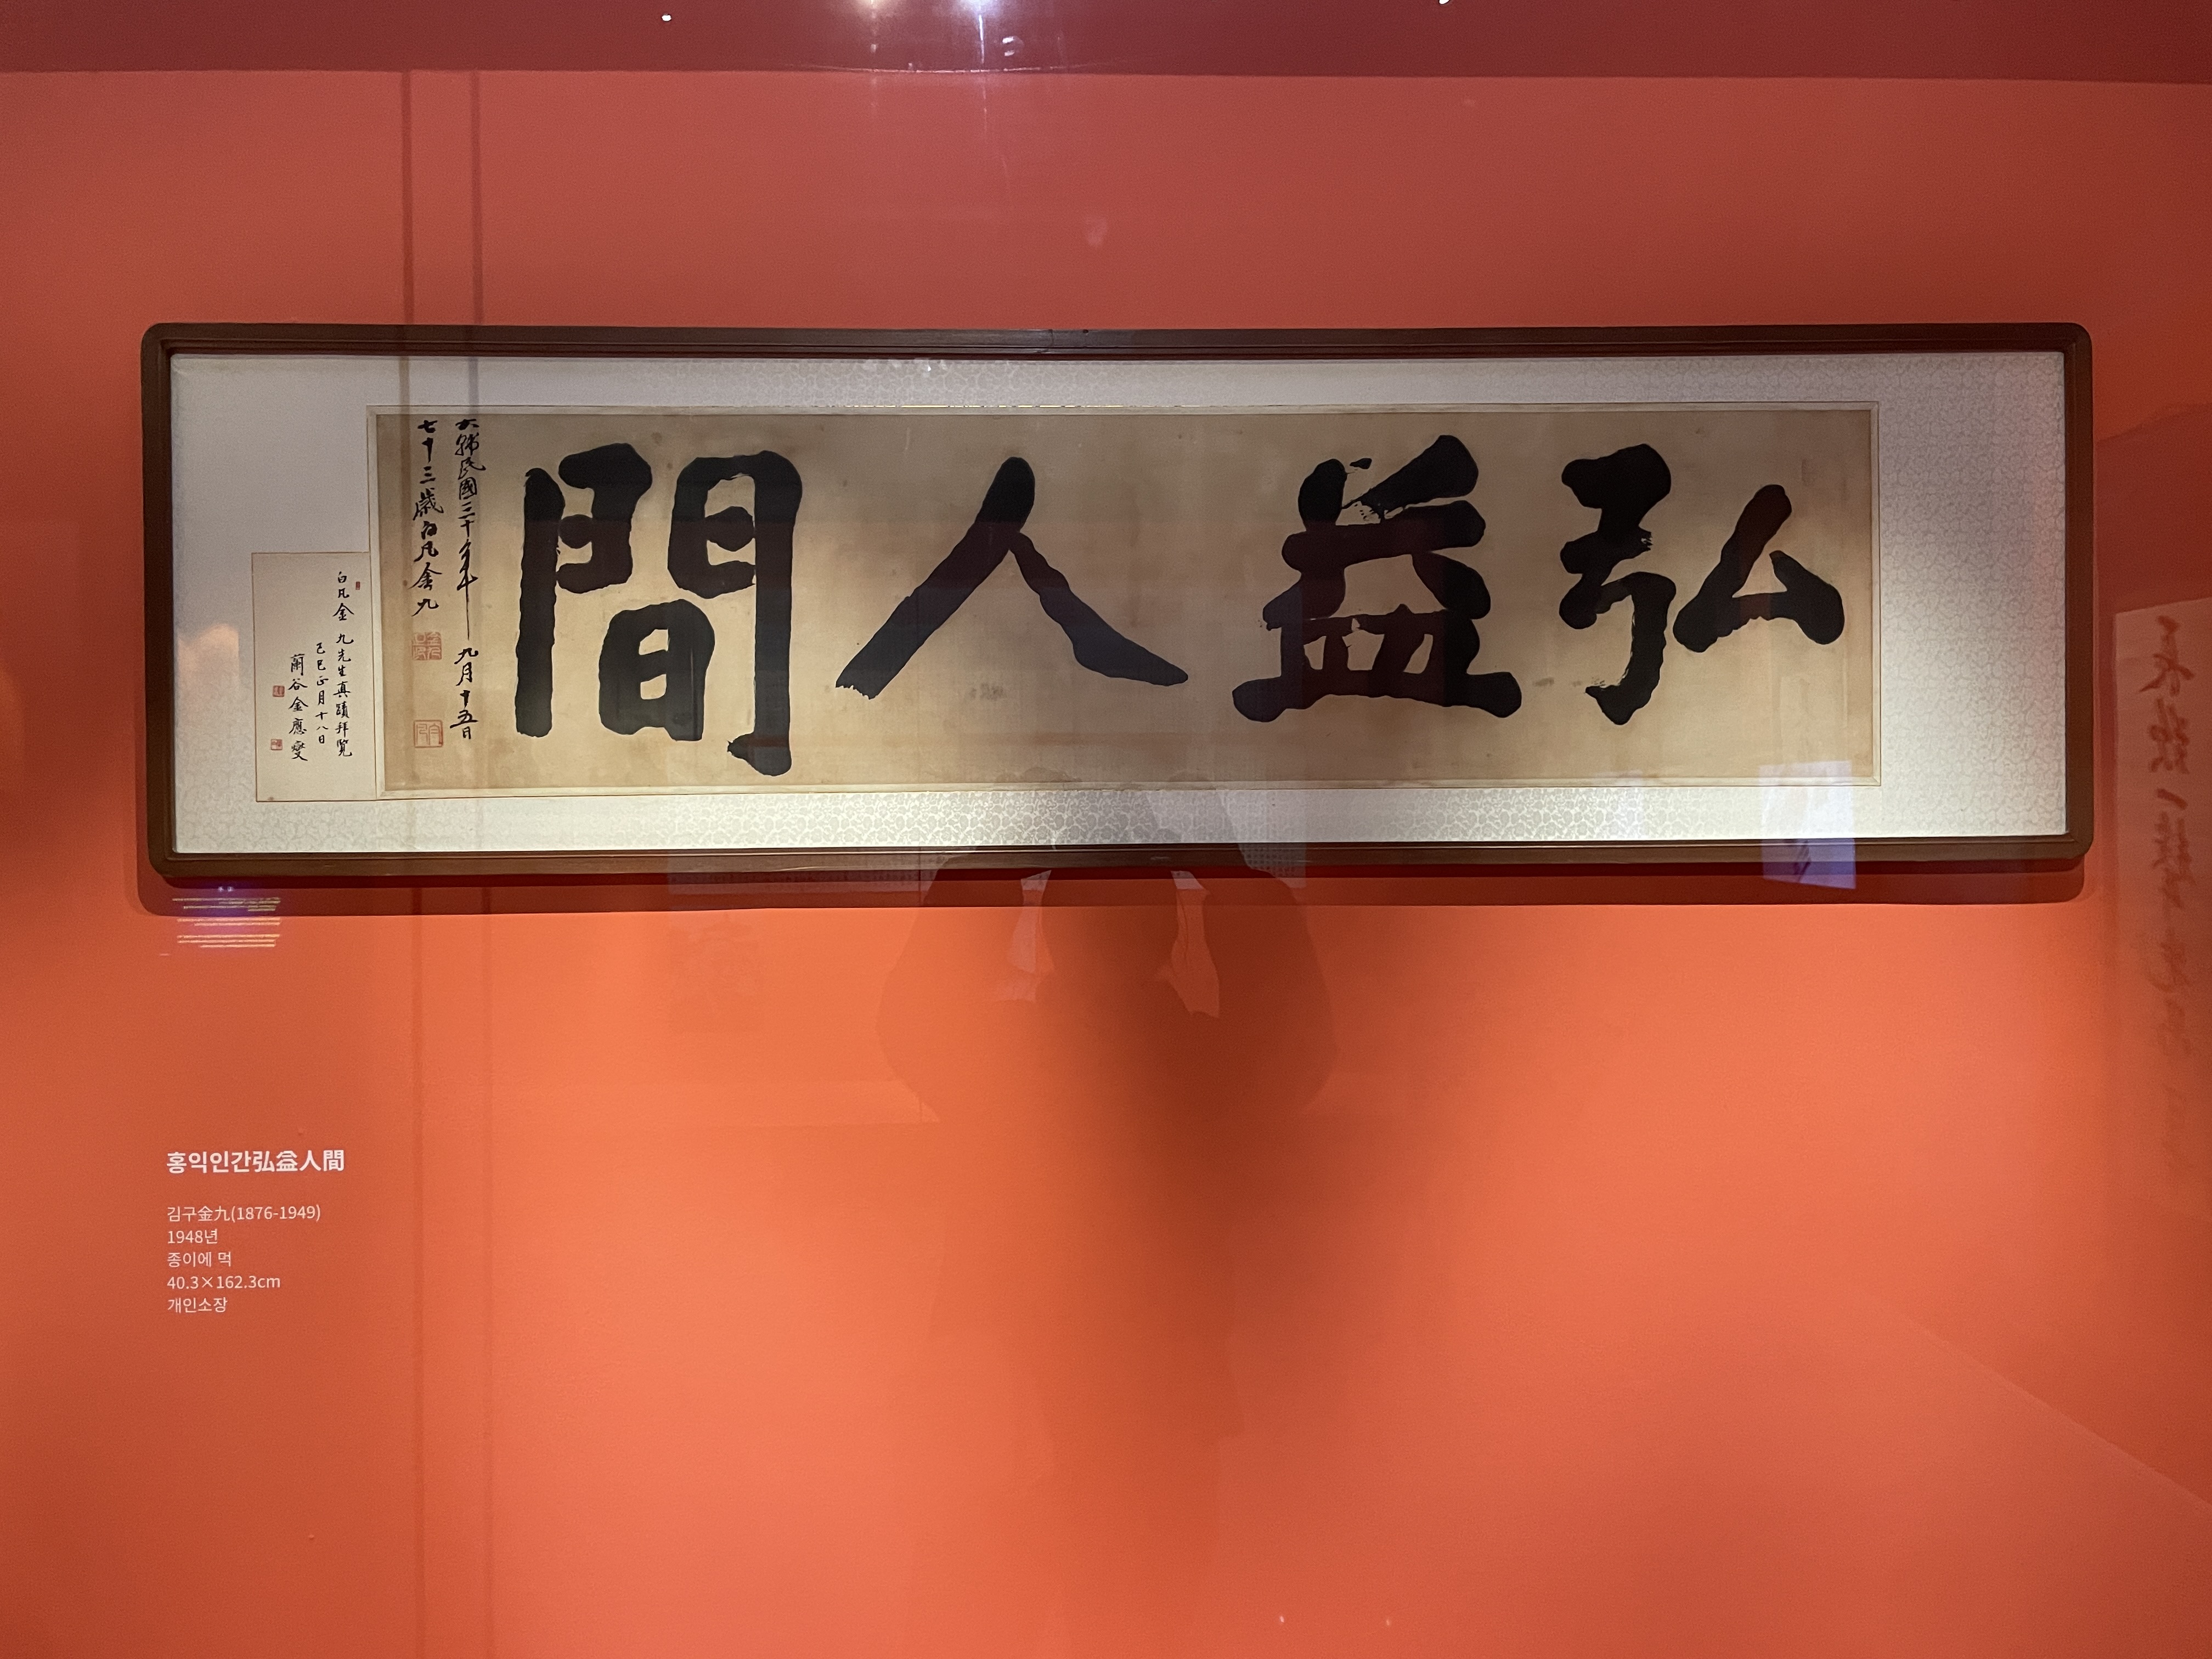 弘益人間
大韓民國三十年 九月十五日
七十三歲白凡金九
白凡金九先生真蹟拜覽
己巳正月十八日
蘭谷金應燮
홍익인간弘益人間
김구金九(1876-1949)
1948년
종이에 먹
40.3×162.3cm
개인소장